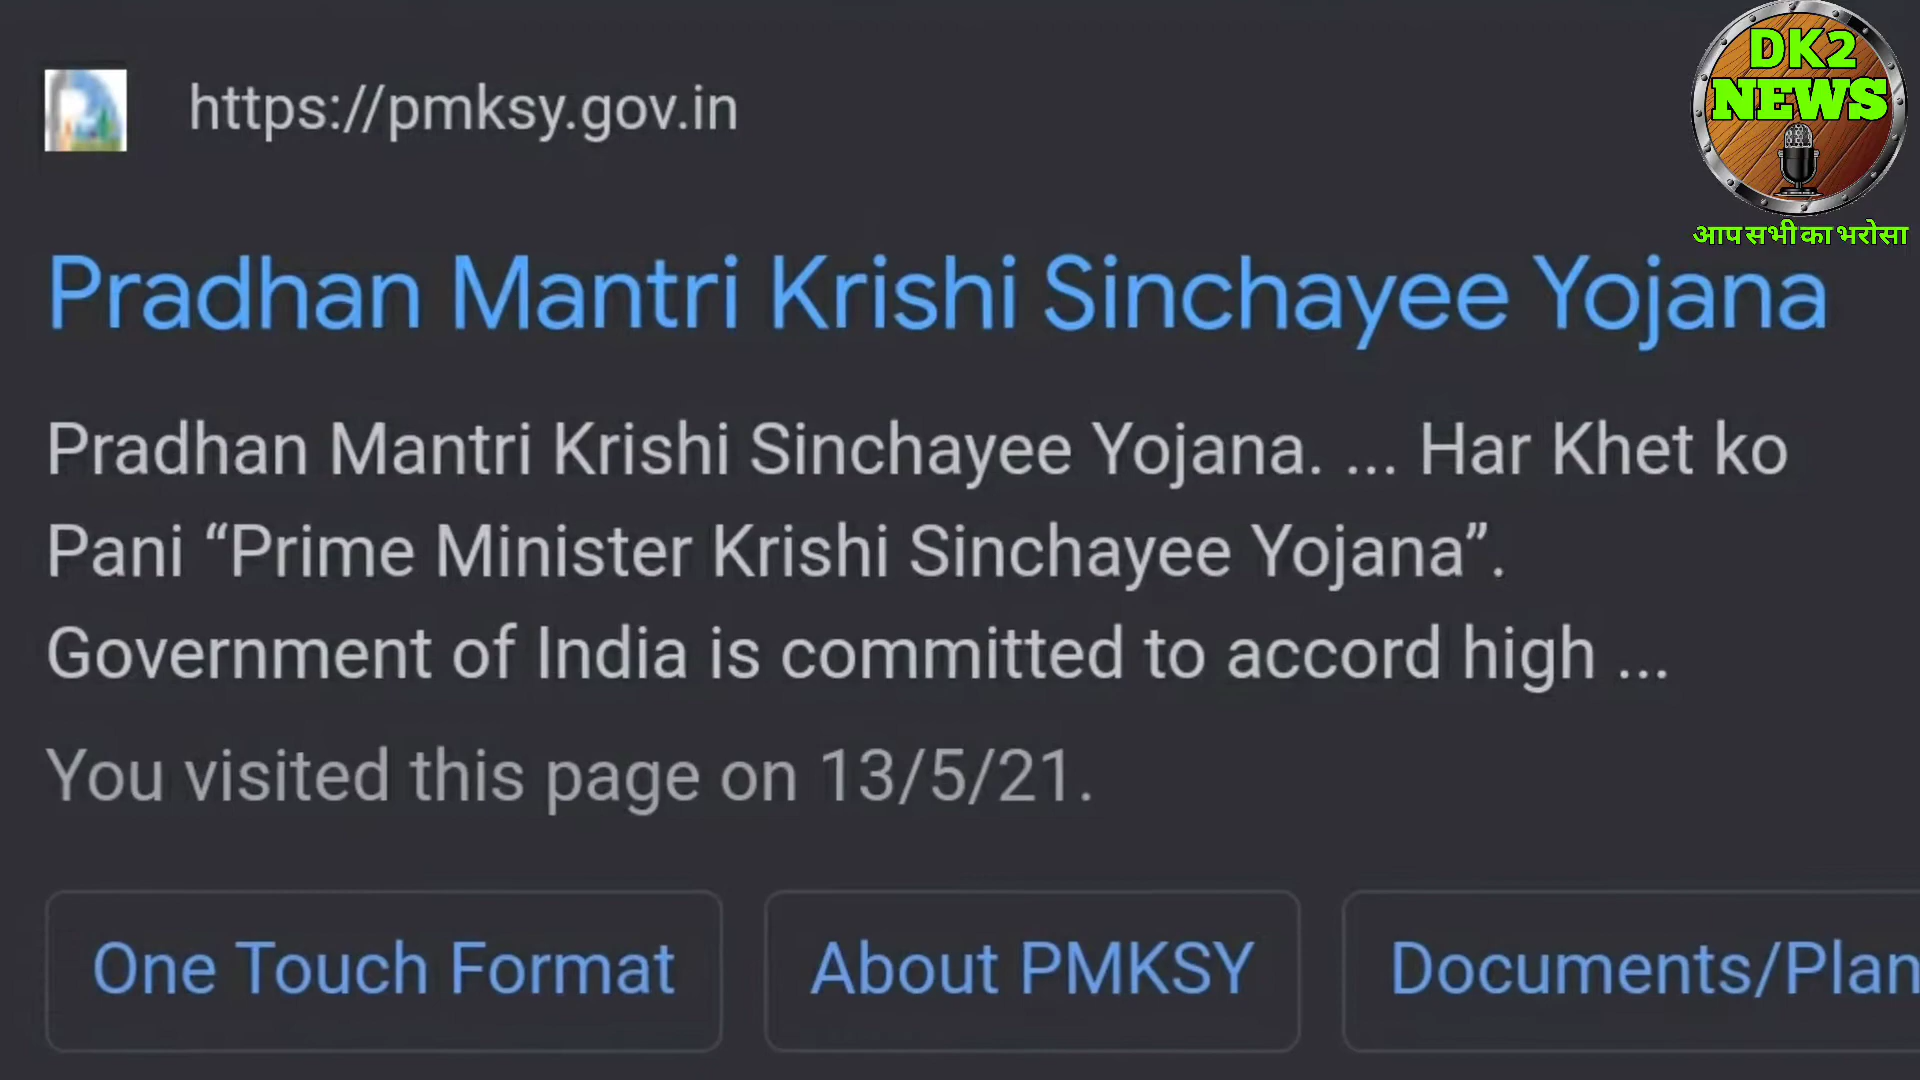 https://pmksy.gov.in
DK2
NEWS
आप सभी का भरोसा
Pradhan Mantri Krishi Sinchayee Yojana
Pradhan Mantri Krishi Sinchayee Yojana. ... Har Khet ko
Pani “Prime Minister Krishi Sinchayee Yojana”.
Government of India is committed to accord high ...
You visited this page on 13/5/21.
One Touch Format
About PMKSY
Documents/Plan